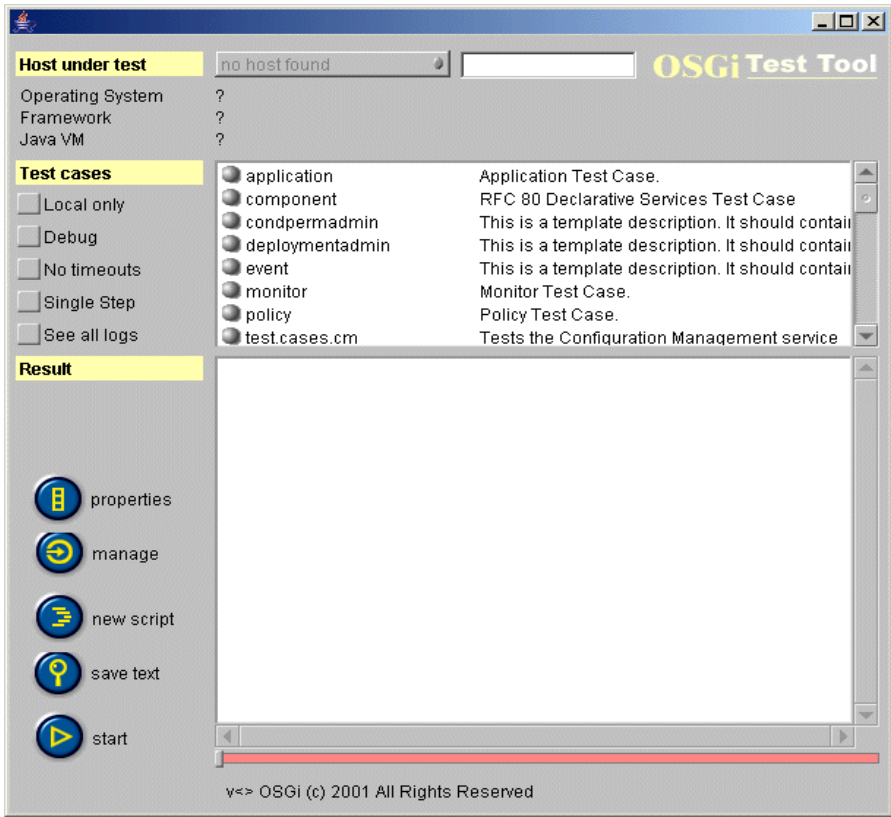 Host under test
no host found
OSGi Test Tool
Operating System ?
Framework ?
Java VM ?
Test cases
Local only
Debug
No timeouts
Single Step
See all logs
application Application Test Case.
component RFC 80 Declarative Services Test Case
condpermadmin This is a template description. It should contain
deploymentadmin This is a template description. It should contain
event This is a template description. It should contain
monitor Monitor Test Case.
policy Policy Test Case.
test.cases.cm Tests the Configuration Management service
Result
properties
manage
new script
save text
start
v<> OSGi (c) 2001 All Rights Reserved